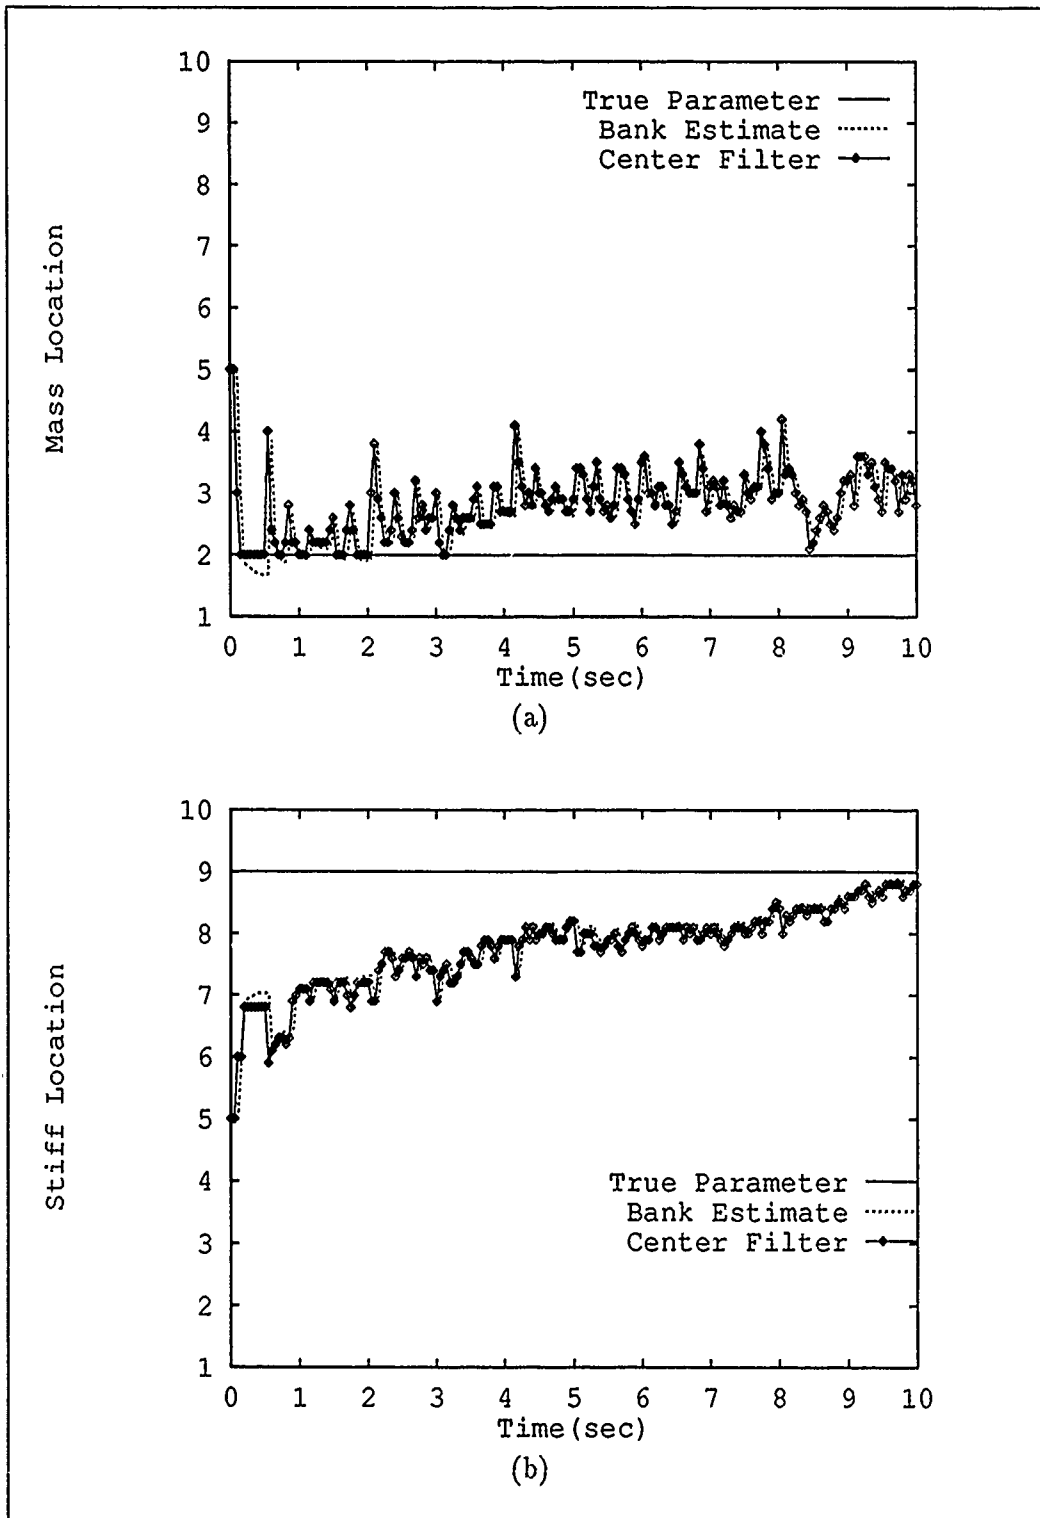 10
9
8
7
6
5
4
3
2
1
Mass Location
True Parameter
Bank Estimate
Center Filter
0 1 2 3 4 5 6 7 8 9 10
Time(sec)
(a)
10
9
8
7
6
5
4
3
2
1
Stiff Location
True Parameter
Bank Estimate
Center Filter
0 1 2 3 4 5 6 7 8 9 10
Time(sec)
(b)